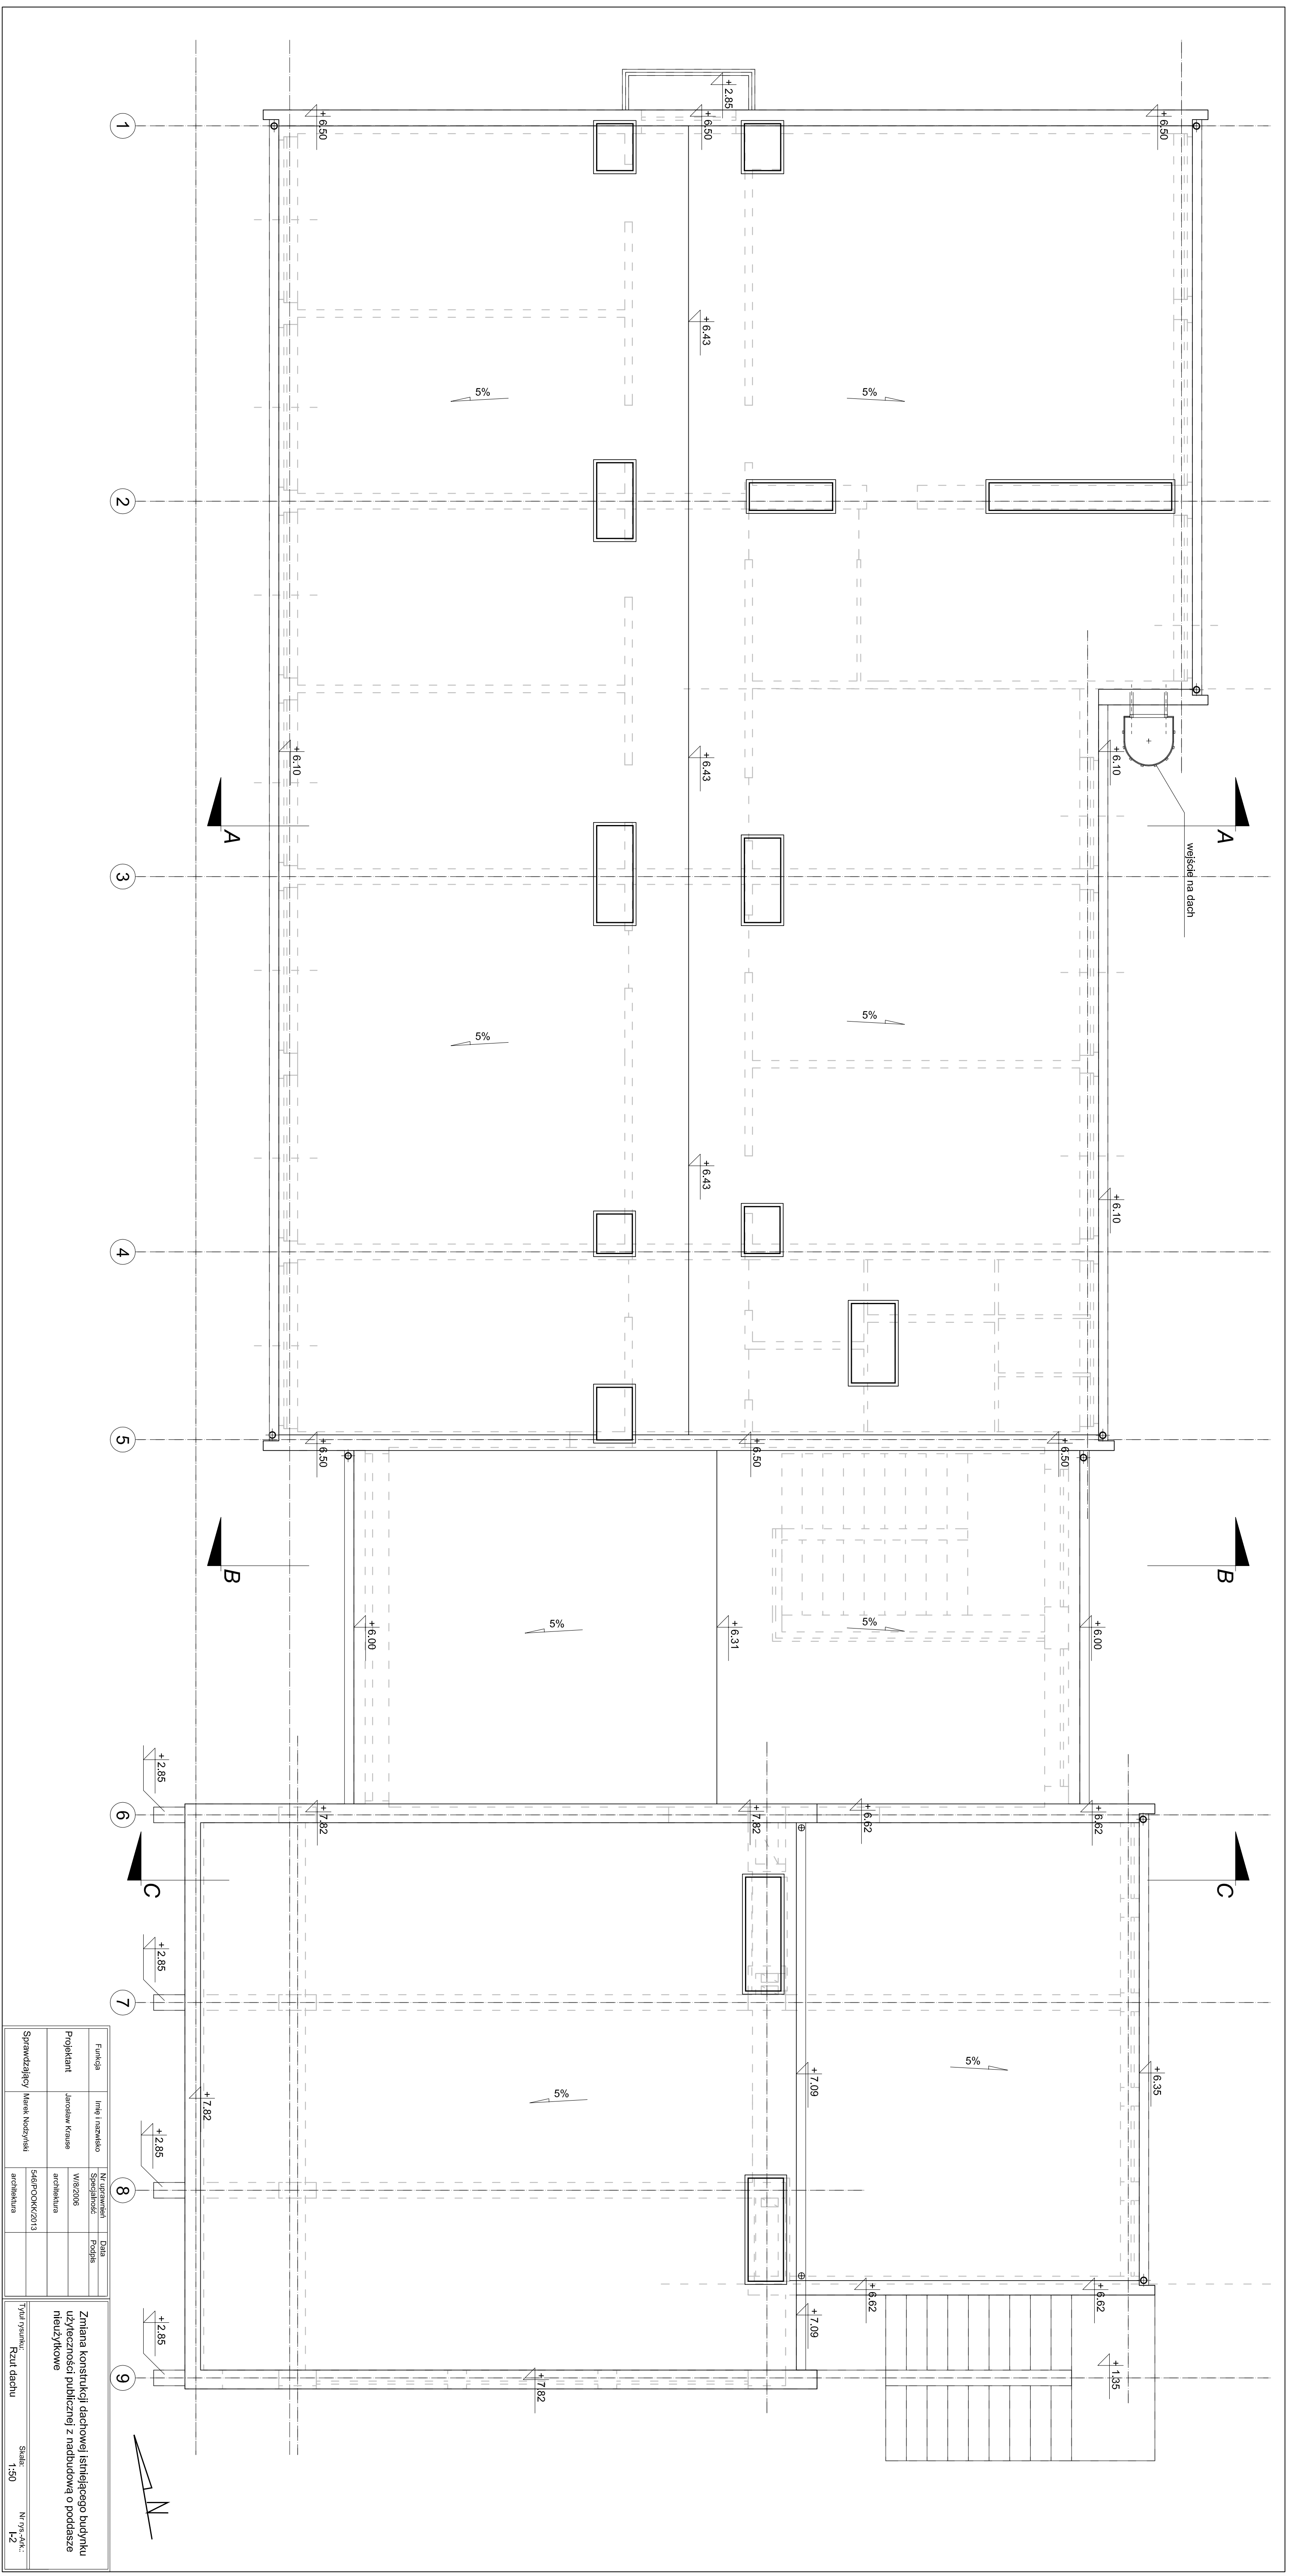 + 2.85
+ 6.50
+ 6.50
+ 6.50
1
+ 6.43
5%
5%
2
+ 6.10
+ 6.43
+ 6.10
A
A
wejście na dach
3
5%
5%
+ 6.43
+ 6.10
4
5
+ 6.50
+ 6.50
+ 6.50
B
B
+ 6.00
5%
+ 6.31
5%
+ 6.00
+ 2.85
6
+ 7.82
+ 7.82
+ 6.62
+ 6.62
C
C
+ 2.85
7
+ 7.82
5%
+ 7.09
5%
+ 6.35
+ 2.85
8
+ 6.62
+ 6.62
+ 7.09
+ 2.85
9
+ 7.82
+ 1.35
N
Funkcja
Imię i nazwisko
Nr uprawnień
Specjalność
Data
Podpis
Projektant
Jarosław Krause
W/8/2006
architektura
Sprawdzający
Marek Nodzyński
546/POOKK/2013
architektura
Zmiana konstrukcji dachowej istniejącego budynku
użyteczności publicznej z nadbudową o poddasze
nieużytkowe
Tytuł rysunku:
Rzut dachu
Skala:
1:50
Nr rys.-Ark.:
I-2